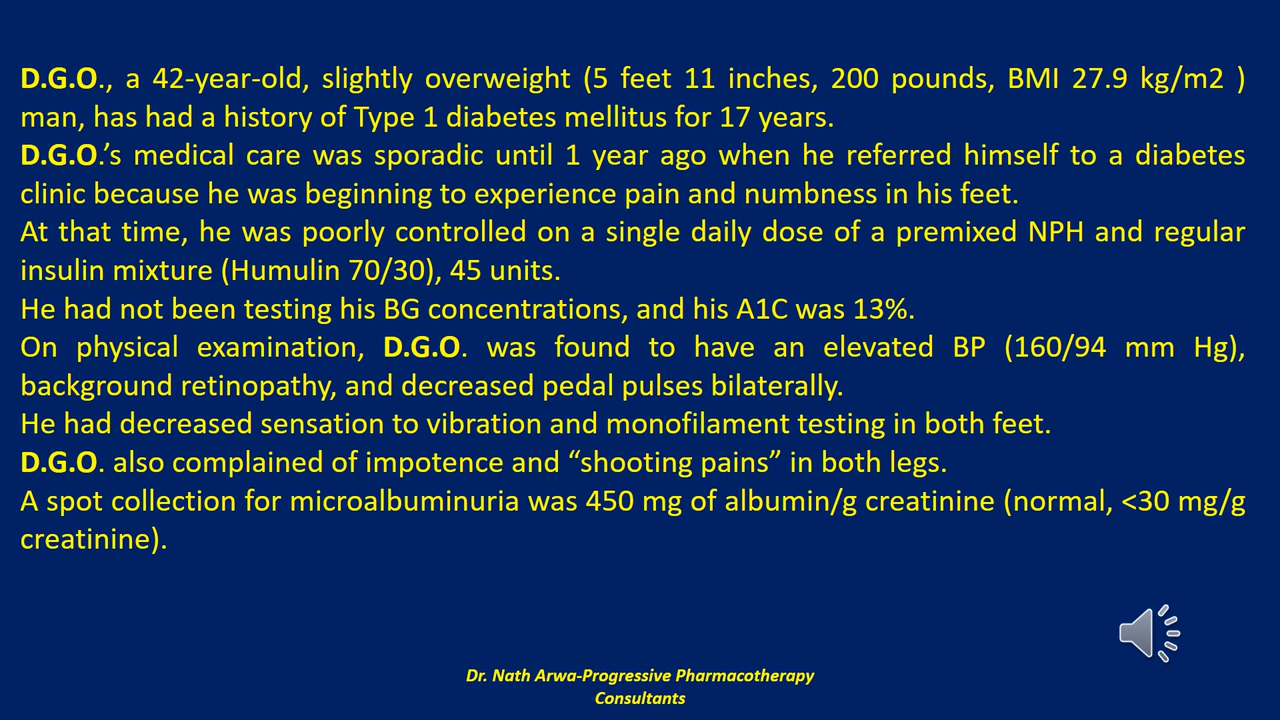 D.G.O., a 42-year-old, slightly overweight (5 feet 11 inches, 200 pounds, BMI 27.9 kg/m2 )
man, has had a history of Type 1 diabetes mellitus for 17 years.
D.G.O.’s medical care was sporadic until 1 year ago when he referred himself to a diabetes
clinic because he was beginning to experience pain and numbness in his feet.
At that time, he was poorly controlled on a single daily dose of a premixed NPH and regular
insulin mixture (Humulin 70/30), 45 units.
He had not been testing his BG concentrations, and his A1C was 13%.
On physical examination, D.G.O. was found to have an elevated BP (160/94 mm Hg),
background retinopathy, and decreased pedal pulses bilaterally.
He had decreased sensation to vibration and monofilament testing in both feet.
D.G.O. also complained of impotence and “shooting pains” in both legs.
A spot collection for microalbuminuria was 450 mg of albumin/g creatinine (normal, <30 mg/g
creatinine).
Dr. Nath Arwa-Progressive Pharmacotherapy
Consultants